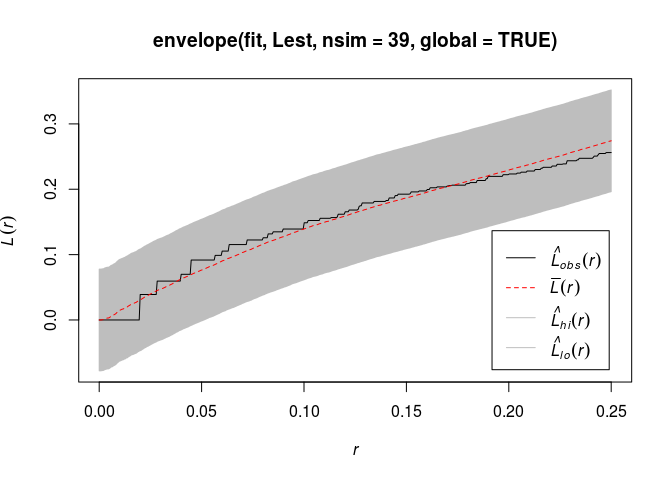 envelope(fit, Lest, nsim = 39, global = TRUE)
L(r)
0.3
0.2
0.1
0.0
L̂obs(r)
L̅(r)
L̂hi(r)
L̂lo(r)
0.00 0.05 0.10 0.15 0.20 0.25
r